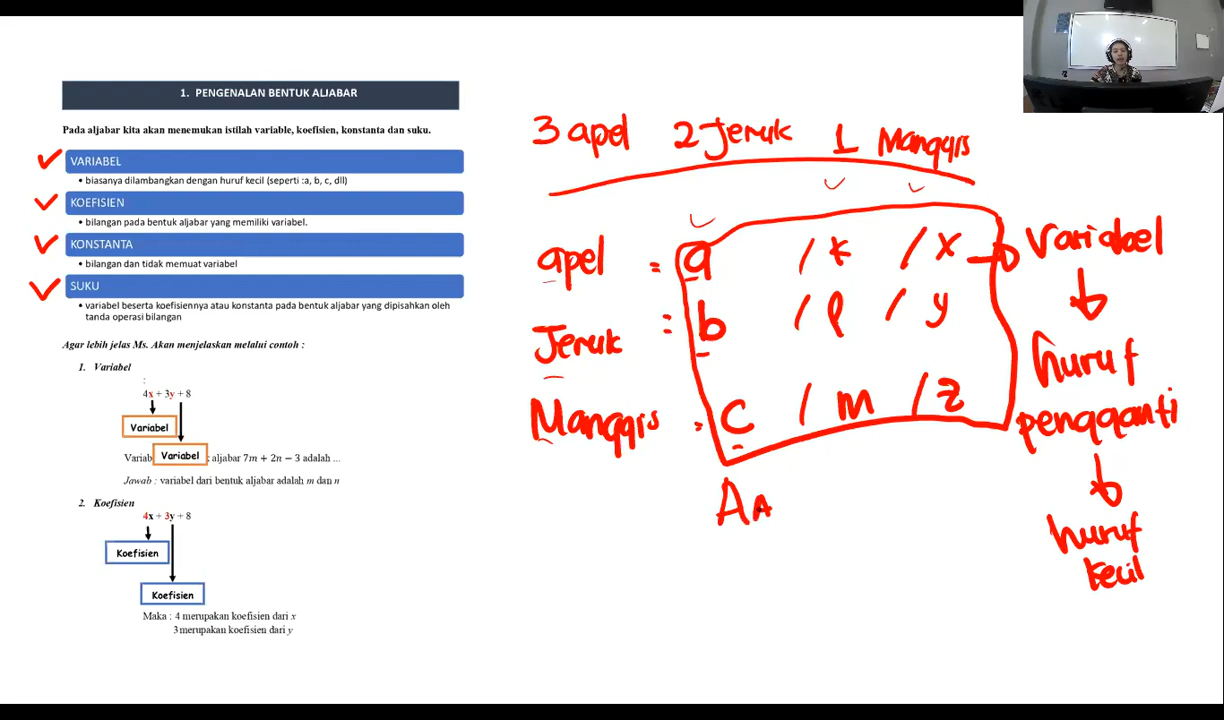 1. PENGENALAN BENTUK ALJABAR
Pada aljabar kita akan menemukan istilah variable, koefisien, konstanta dan suku.
VARIABEL
• biasanya dilambangkan dengan huruf kecil (seperti :a, b, c, dll)
KOEFISIEN
• bilangan pada bentuk aljabar yang memiliki variabel.
KONSTANTA
• bilangan dan tidak memuat variabel
SUKU
• variabel beserta koefisiennya atau konstanta pada bentuk aljabar yang dipisahkan oleh
tanda operasi bilangan
Agar lebih jelas Ms. Akan menjelaskan melalui contoh :
1. Variabel
:
4x + 3y + 8
Variabel
Variabel
aljabar 7m + 2n − 3 adalah ...
Jawab : variabel dari bentuk aljabar adalah m dan n
2. Koefisien
4x + 3y + 8
Koefisien
Koefisien
Maka : 4 merupakan koefisien dari x
3 merupakan koefisien dari y
3 apel 2 Jeruk 1 Manggis
apel = a / k / x
Jeruk = b / p / y
Manggis = c / m / z
AA
Variabel
huruf
pengganti
huruf
kecil